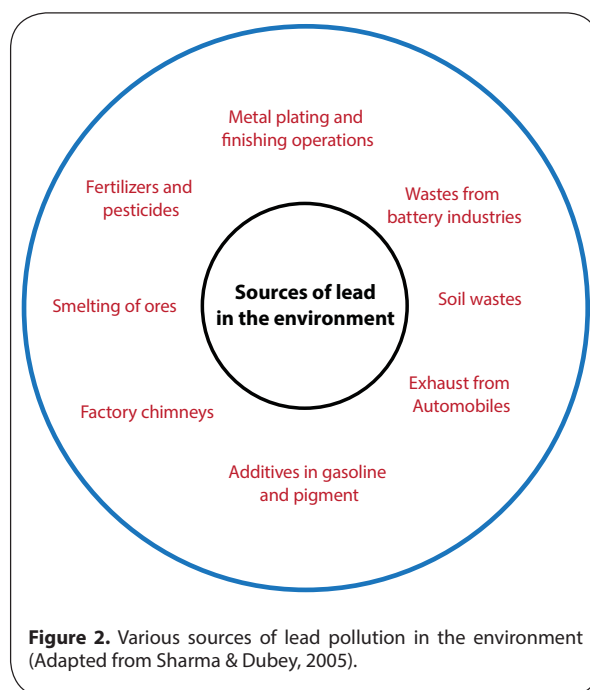 Metal plating and
finishing operations
Fertilizers and
pesticides
Wastes from
battery industries
Sources of lead
in the environment
Smelting of ores
Soil wastes
Exhaust from
Automobiles
Factory chimneys
Additives in gasoline
and pigment
Figure 2. Various sources of lead pollution in the environment
(Adapted from Sharma & Dubey, 2005).